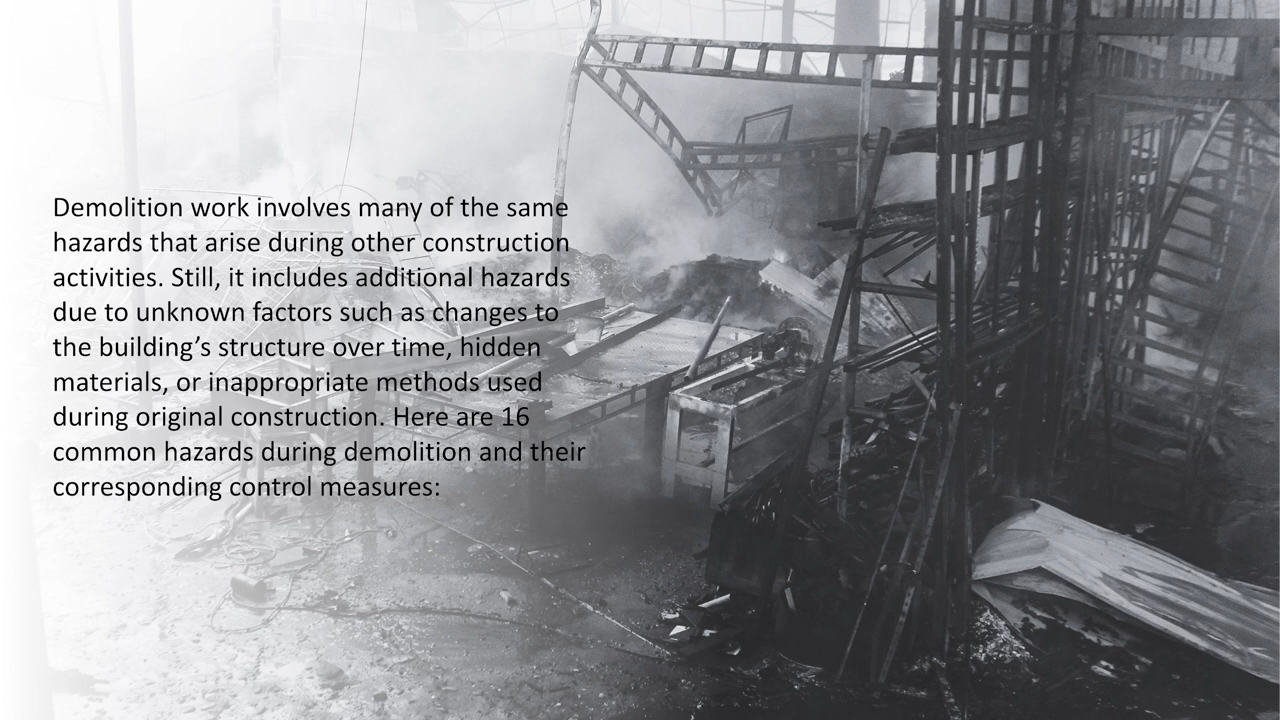 Demolition work involves many of the same
hazards that arise during other construction
activities. Still, it includes additional hazards
due to unknown factors such as changes to
the building’s structure over time, hidden
materials, or inappropriate methods used
during original construction. Here are 16
common hazards during demolition and their
corresponding control measures: